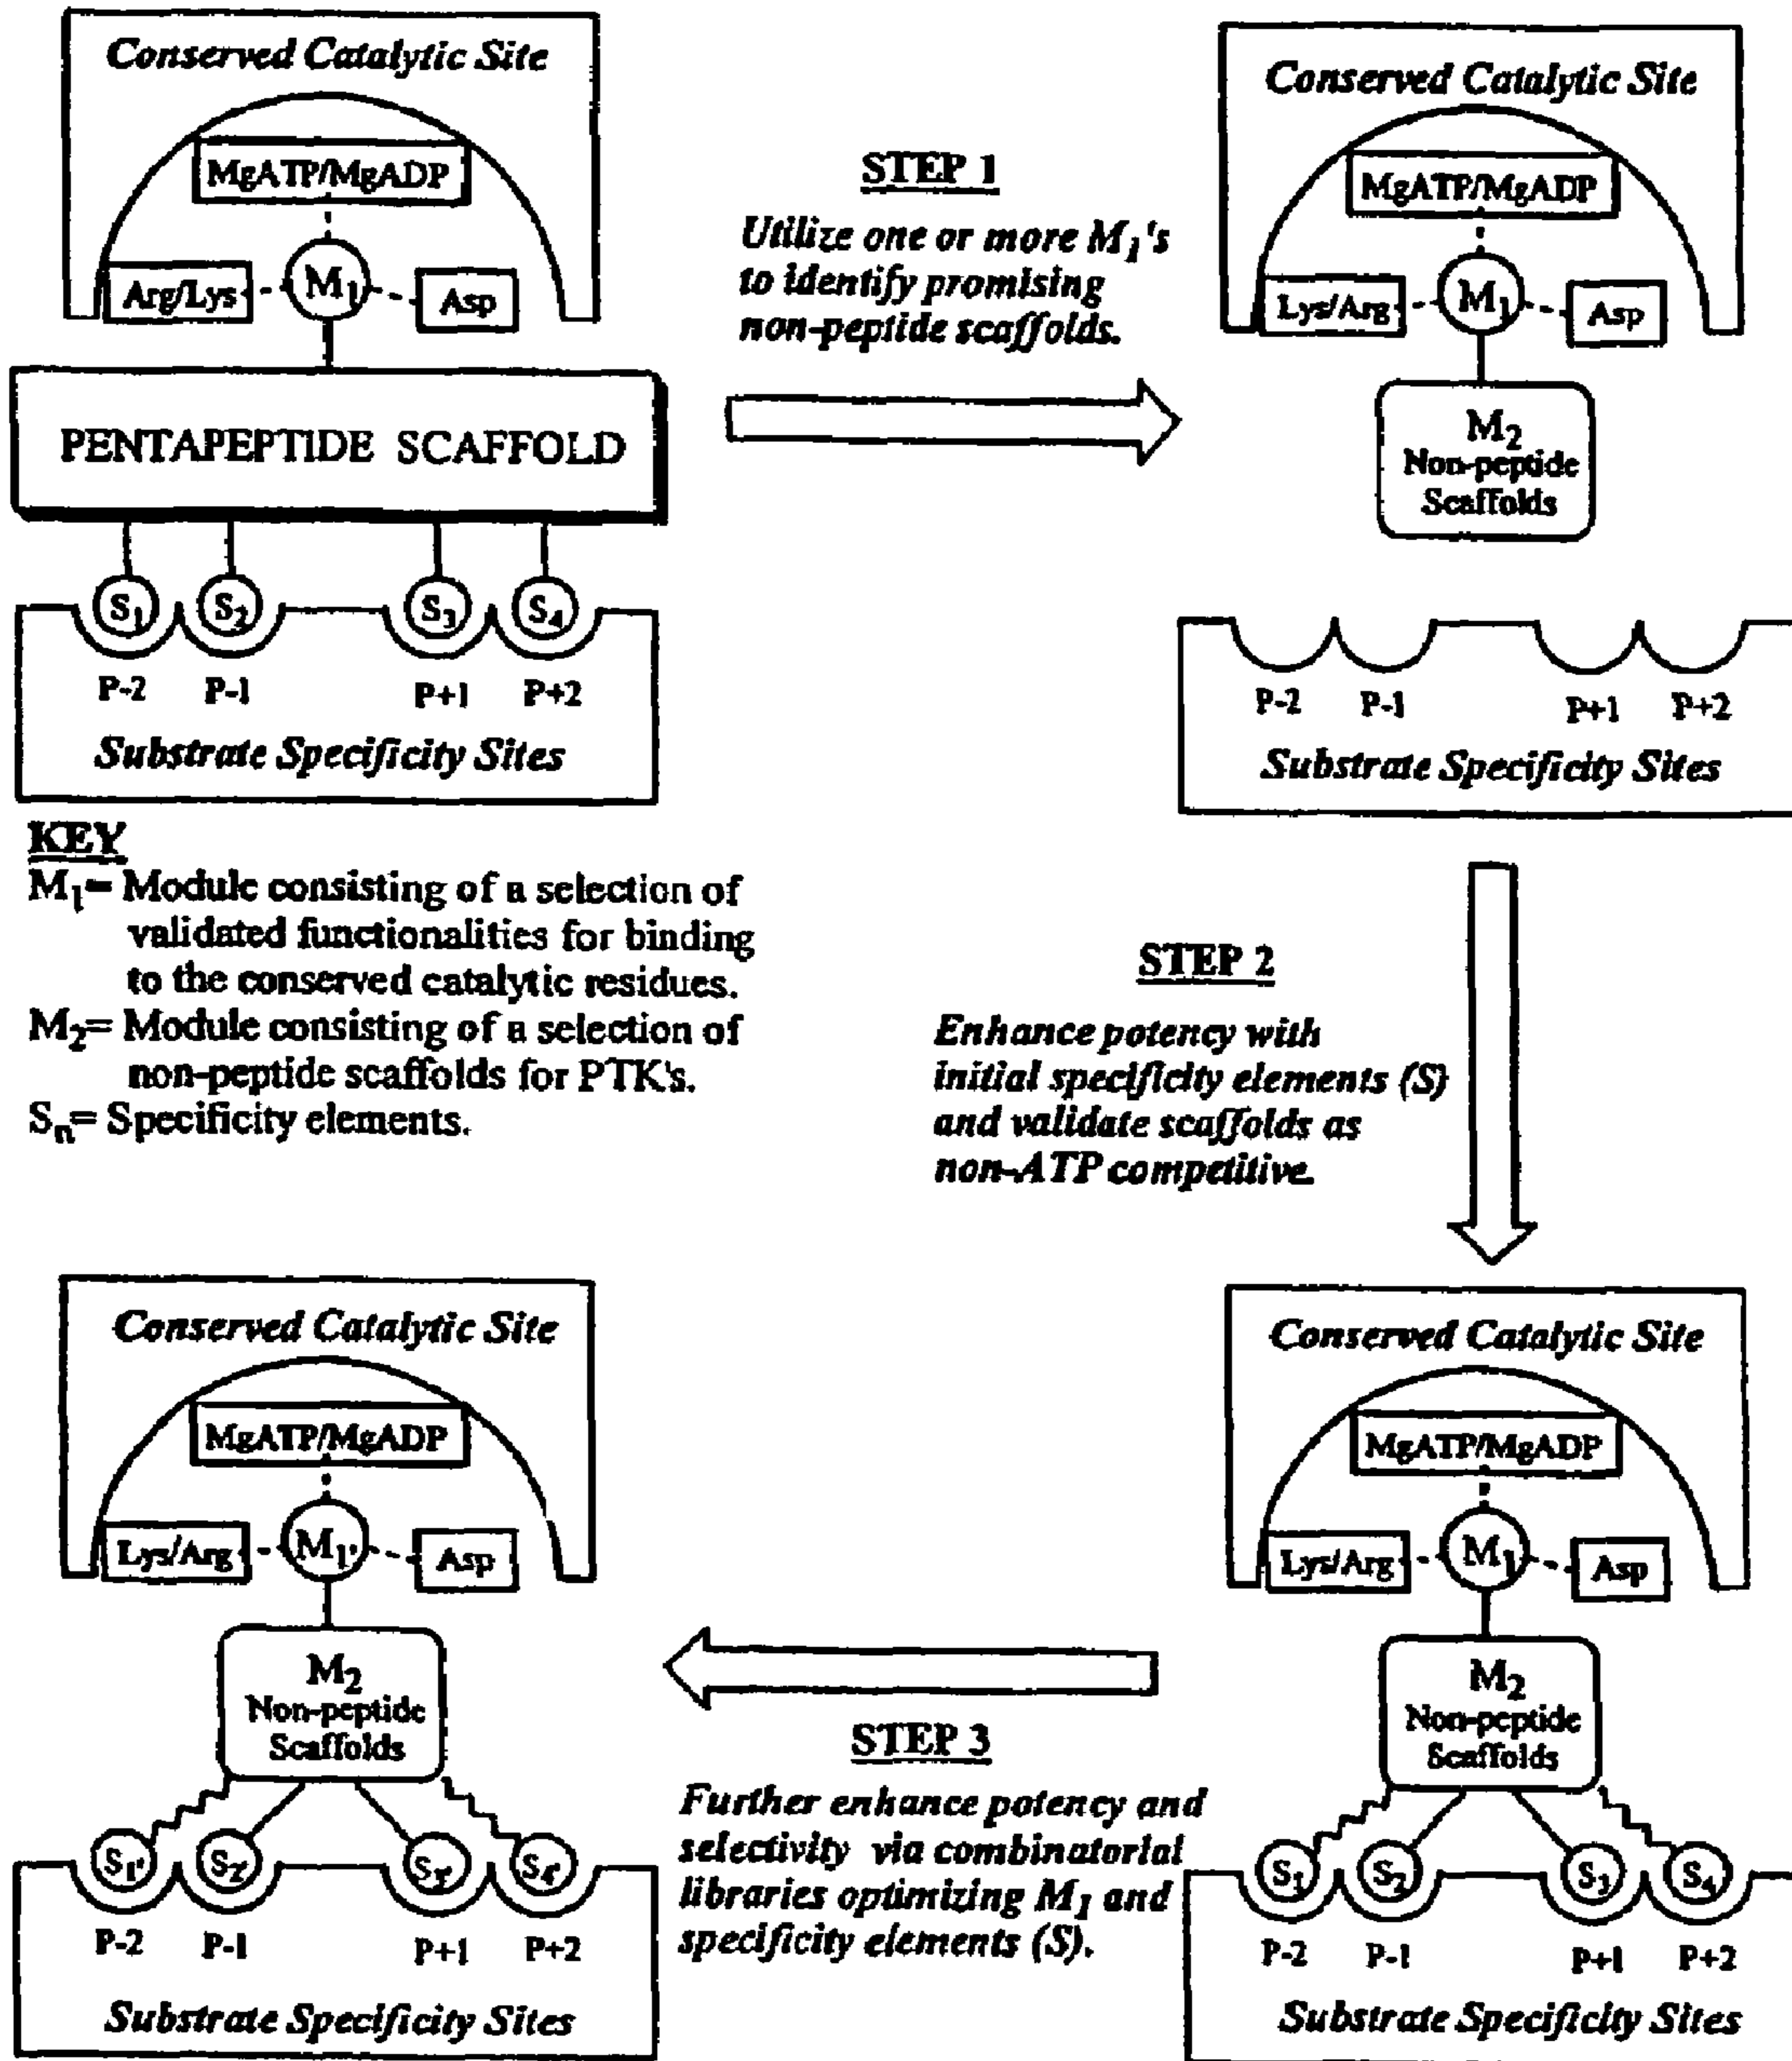 Conserved Catalytic Site
MgATP/MgADP
Arg/Lys
M1
Asp
PENTAPEPTIDE SCAFFOLD
S1
S2
S3
S4
P-2
P-1
P+1
P+2
Substrate Specificity Sites
STEP 1
Utilize one or more M1's
to identify promising
non-peptide scaffolds.
Conserved Catalytic Site
MgATP/MgADP
Lys/Arg
M1
Asp
M2
Non-peptide
Scaffolds
P-2
P-1
P+1
P+2
Substrate Specificity Sites
KEY
M1= Module consisting of a selection of
validated functionalities for binding
to the conserved catalytic residues.
M2= Module consisting of a selection of
non-peptide scaffolds for PTK's.
Sn= Specificity elements.
STEP 2
Enhance potency with
initial specificity elements (S)
and validate scaffolds as
non-ATP competitive.
Conserved Catalytic Site
MgATP/MgADP
Lys/Arg
M1
Asp
M2
Non-peptide
Scaffolds
S1
S2
S3
S4
P-2
P-1
P+1
P+2
Substrate Specificity Sites
STEP 3
Further enhance potency and
selectivity via combinatorial
libraries optimizing M1 and
specificity elements (S).
Conserved Catalytic Site
MgATP/MgADP
Lys/Arg
M1'
Asp
M2
Non-peptide
Scaffolds
S1'
S2'
S3'
S4'
P-2
P-1
P+1
P+2
Substrate Specificity Sites